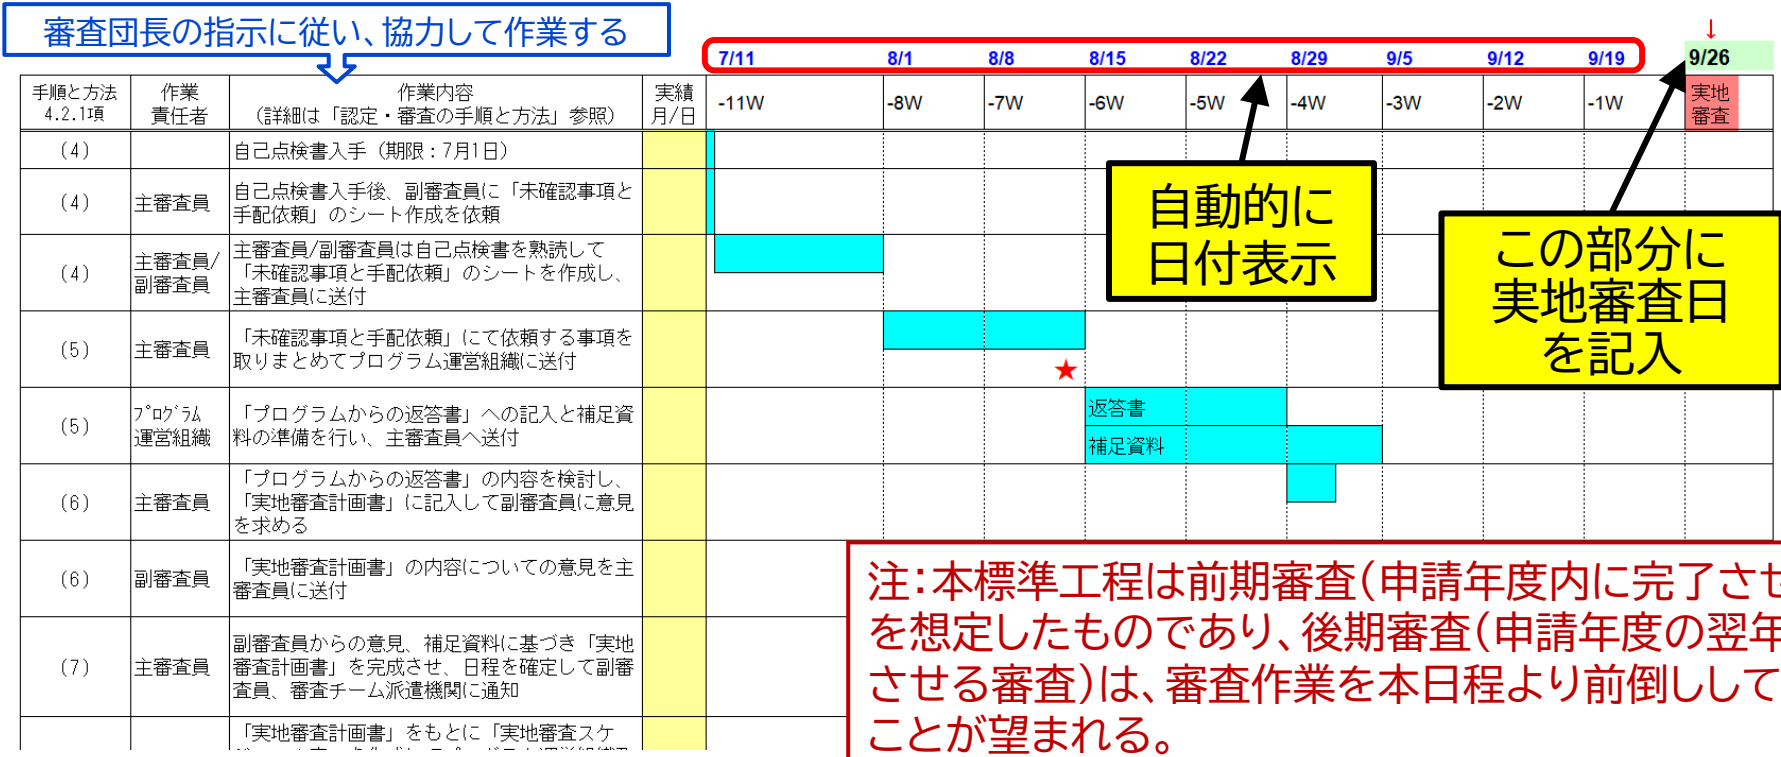 審査団長の指示に従い、協力して作業する
↓
7/11 8/1 8/8 8/15 8/22 8/29 9/5 9/12 9/19 9/26
手順と方法
4.2.1項
作業
責任者
作業内容
（詳細は「認定・審査の手順と方法」参照）
実績
月/日
-11W -8W -7W -6W -5W -4W -3W -2W -1W
実地
審査
(4)
自己点検書入手（期限：7月1日）
(4)
主審査員
自己点検書入手後、副審査員に「未確認事項と
手配依頼」のシート作成を依頼
自動的に
日付表示
この部分に
実地審査日
を記入
(4)
主審査員/
副審査員
主審査員/副審査員は自己点検書を熟読して
「未確認事項と手配依頼」のシートを作成し、
主審査員に送付
(5)
主審査員
「未確認事項と手配依頼」にて依頼する事項を
取りまとめてプログラム運営組織に送付
★
(5)
ﾌﾟﾛｸﾞﾗﾑ
運営組織
「プログラムからの返答書」への記入と補足資
料の準備を行い、主審査員へ送付
返答書
補足資料
(6)
主審査員
「プログラムからの返答書」の内容を検討し、
「実地審査計画書」に記入して副審査員に意見
を求める
(6)
副審査員
「実地審査計画書」の内容についての意見を主
審査員に送付
(7)
主審査員
副審査員からの意見、補足資料に基づき「実地
審査計画書」を完成させ、日程を確定して副審
査員、審査チーム派遣機関に通知
「実地審査計画書」をもとに「実地審査スケ
注：本標準工程は前期審査（申請年度内に完了させ
を想定したものであり、後期審査（申請年度の翌年
させる審査）は、審査作業を本日程より前倒しして
ことが望まれる。